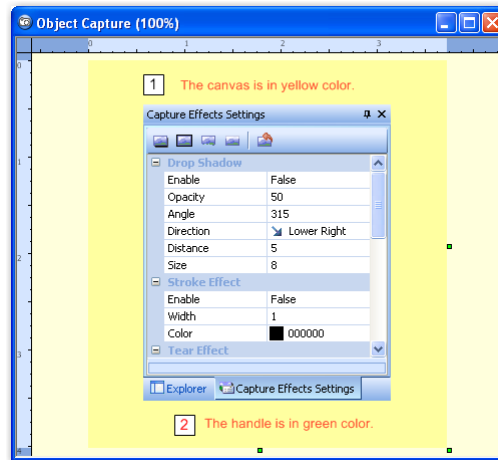 Object Capture (100%)
0 1 2 3
0
1
2
3
4
1 The canvas is in yellow color.
Capture Effects Settings
Drop Shadow
Enable False
Opacity 50
Angle 315
Direction Lower Right
Distance 5
Size 8
Stroke Effect
Enable False
Width 1
Color 000000
Tear Effect
Explorer Capture Effects Settings
2 The handle is in green color.